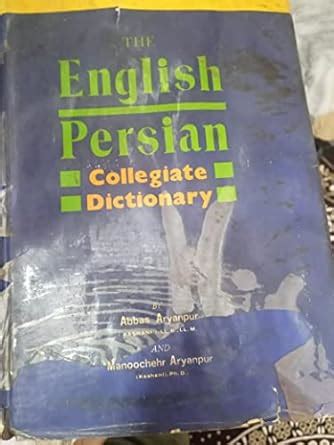 THE
English
Persian
Collegiate
Dictionary
BY
Abbas Aryanpur
AND
Manoochehr Aryanpur
(Kashani), Ph.D.,